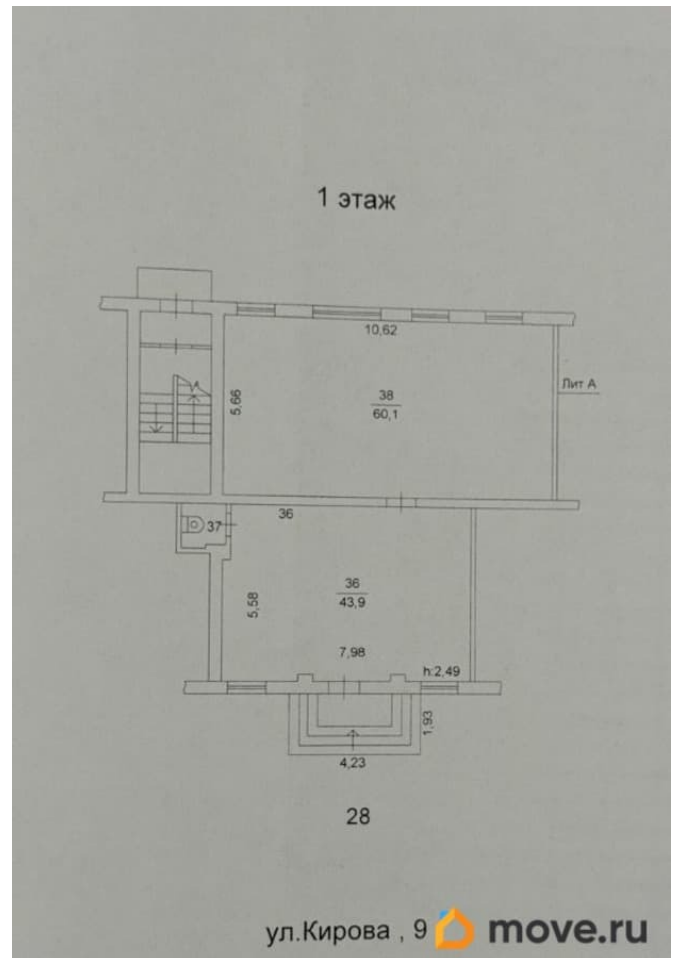 1 этаж
10,62
Лит А
5,66
38
60,1
36
37
36
43,9
5,58
7,98
h:2,49
1,93
4,23
28
ул.Кирова , 9
move.ru